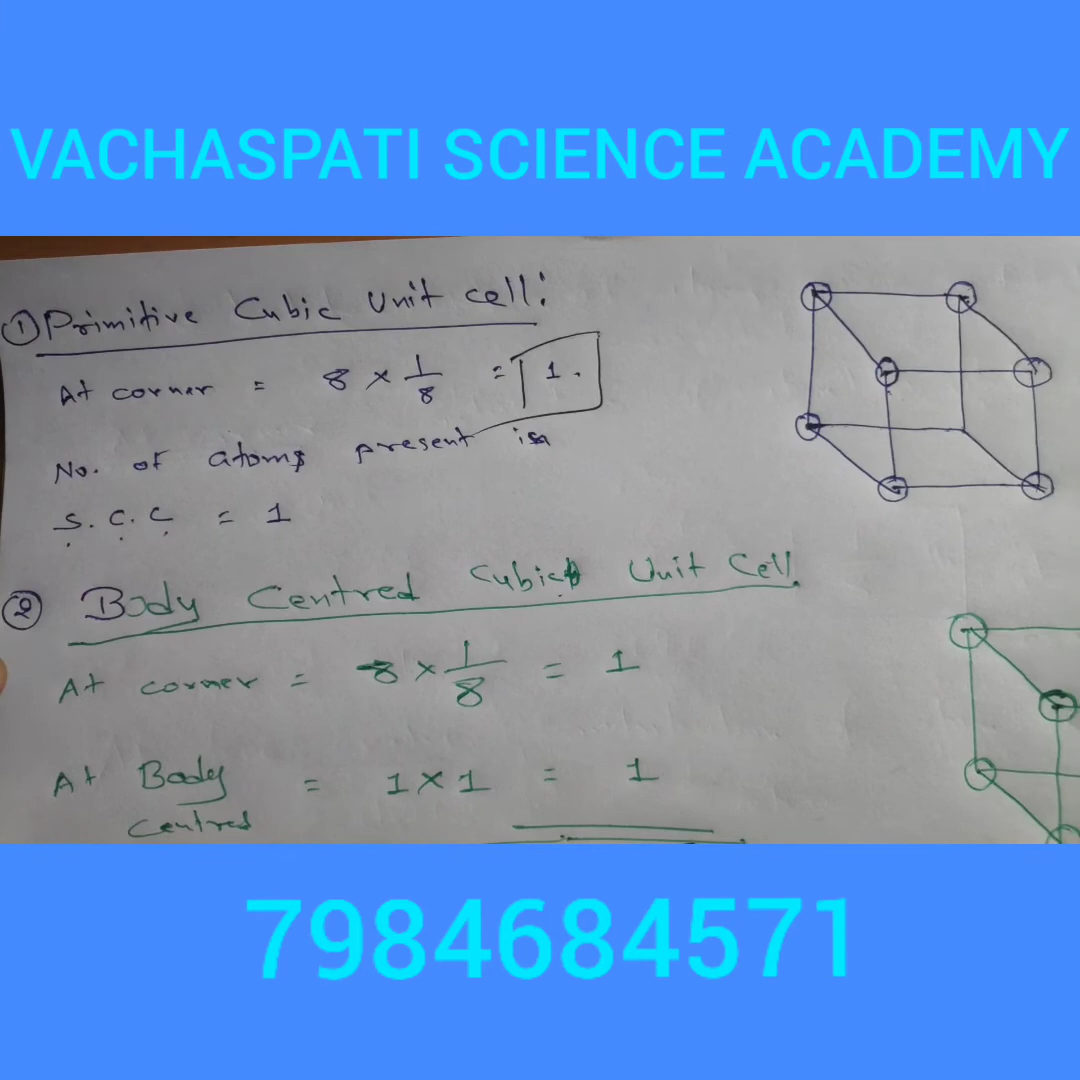 VACHASPATI SCIENCE ACADEMY
① Primitive Cubic Unit cell:
At corner = 8 × 1/8 = 1.
No. of atoms present in
S.C.C = 1
② Body Centred Cubic Unit Cell.
At corner = 8 × 1/8 = 1
At Body Centred = 1 × 1 = 1
7984684571